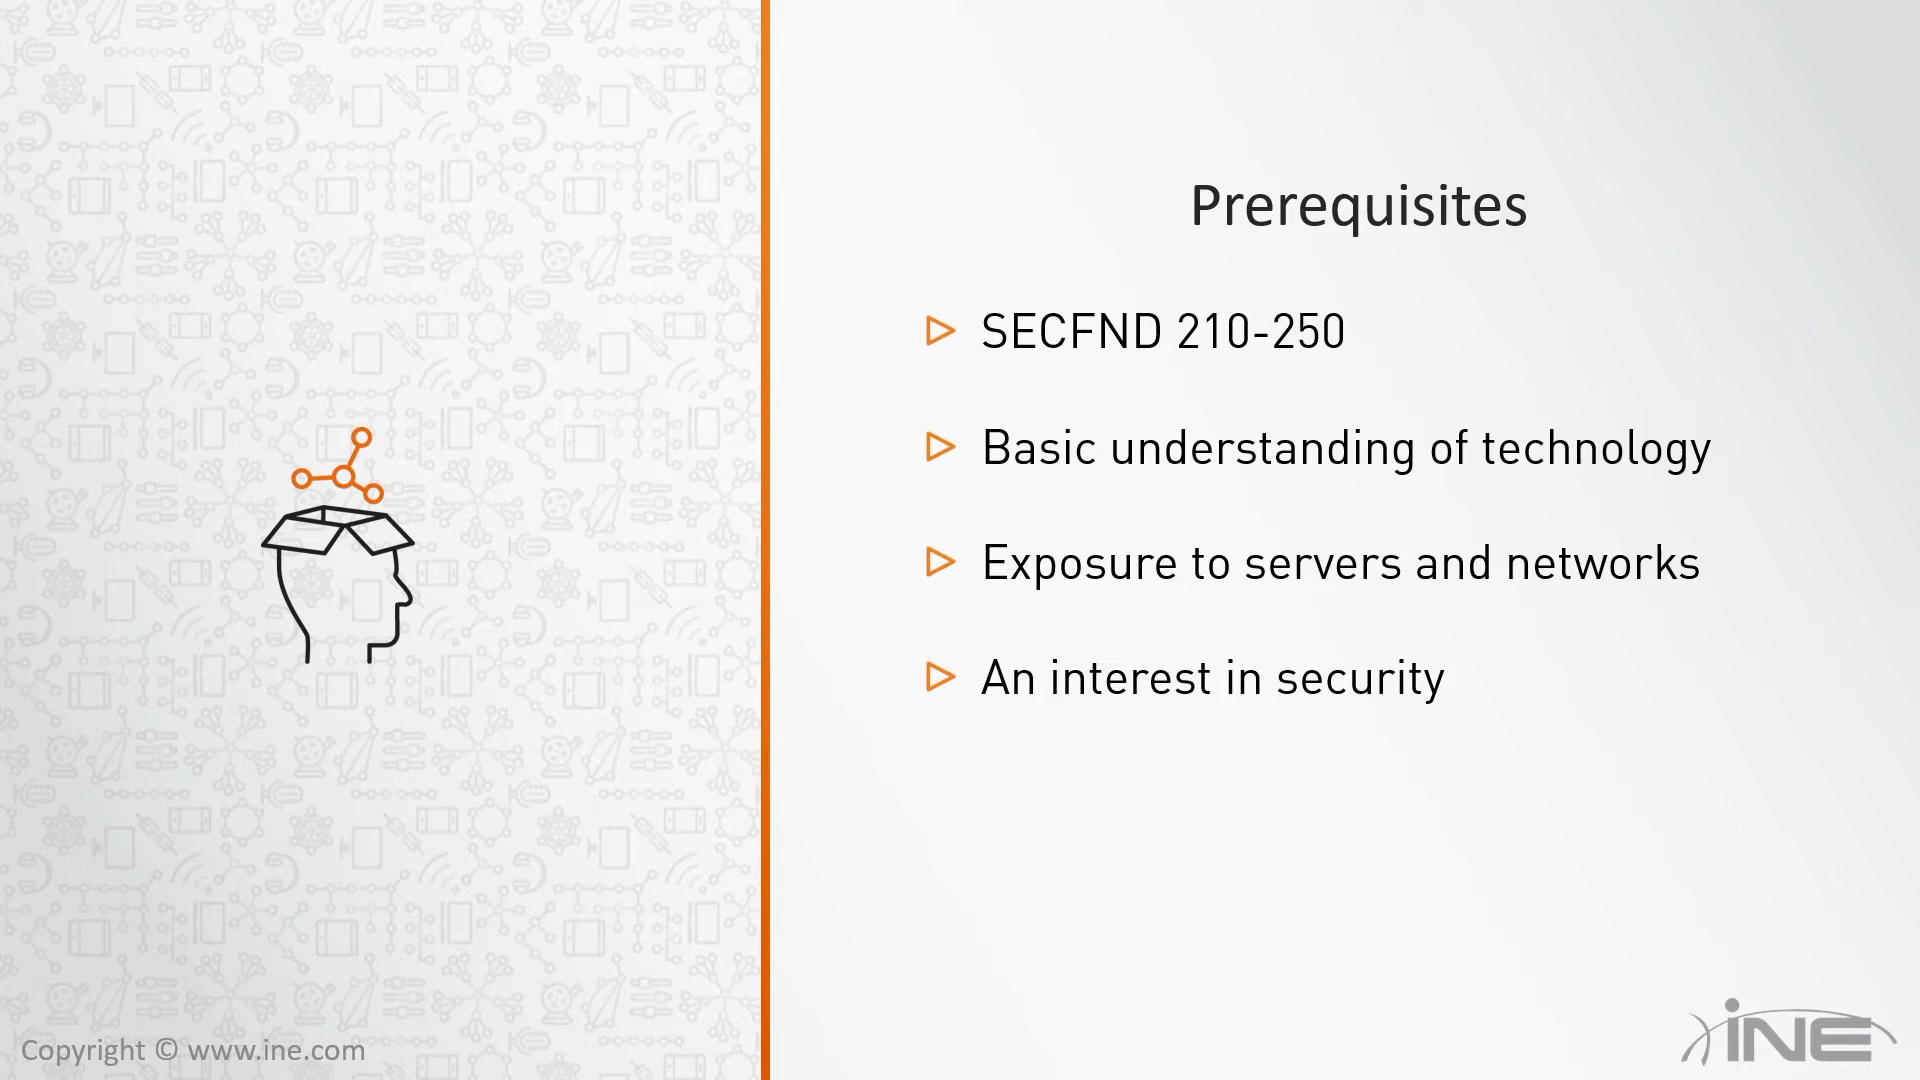 Prerequisites
SECFND 210-250
Basic understanding of technology
Exposure to servers and networks
An interest in security
Copyright © www.ine.com
iNE